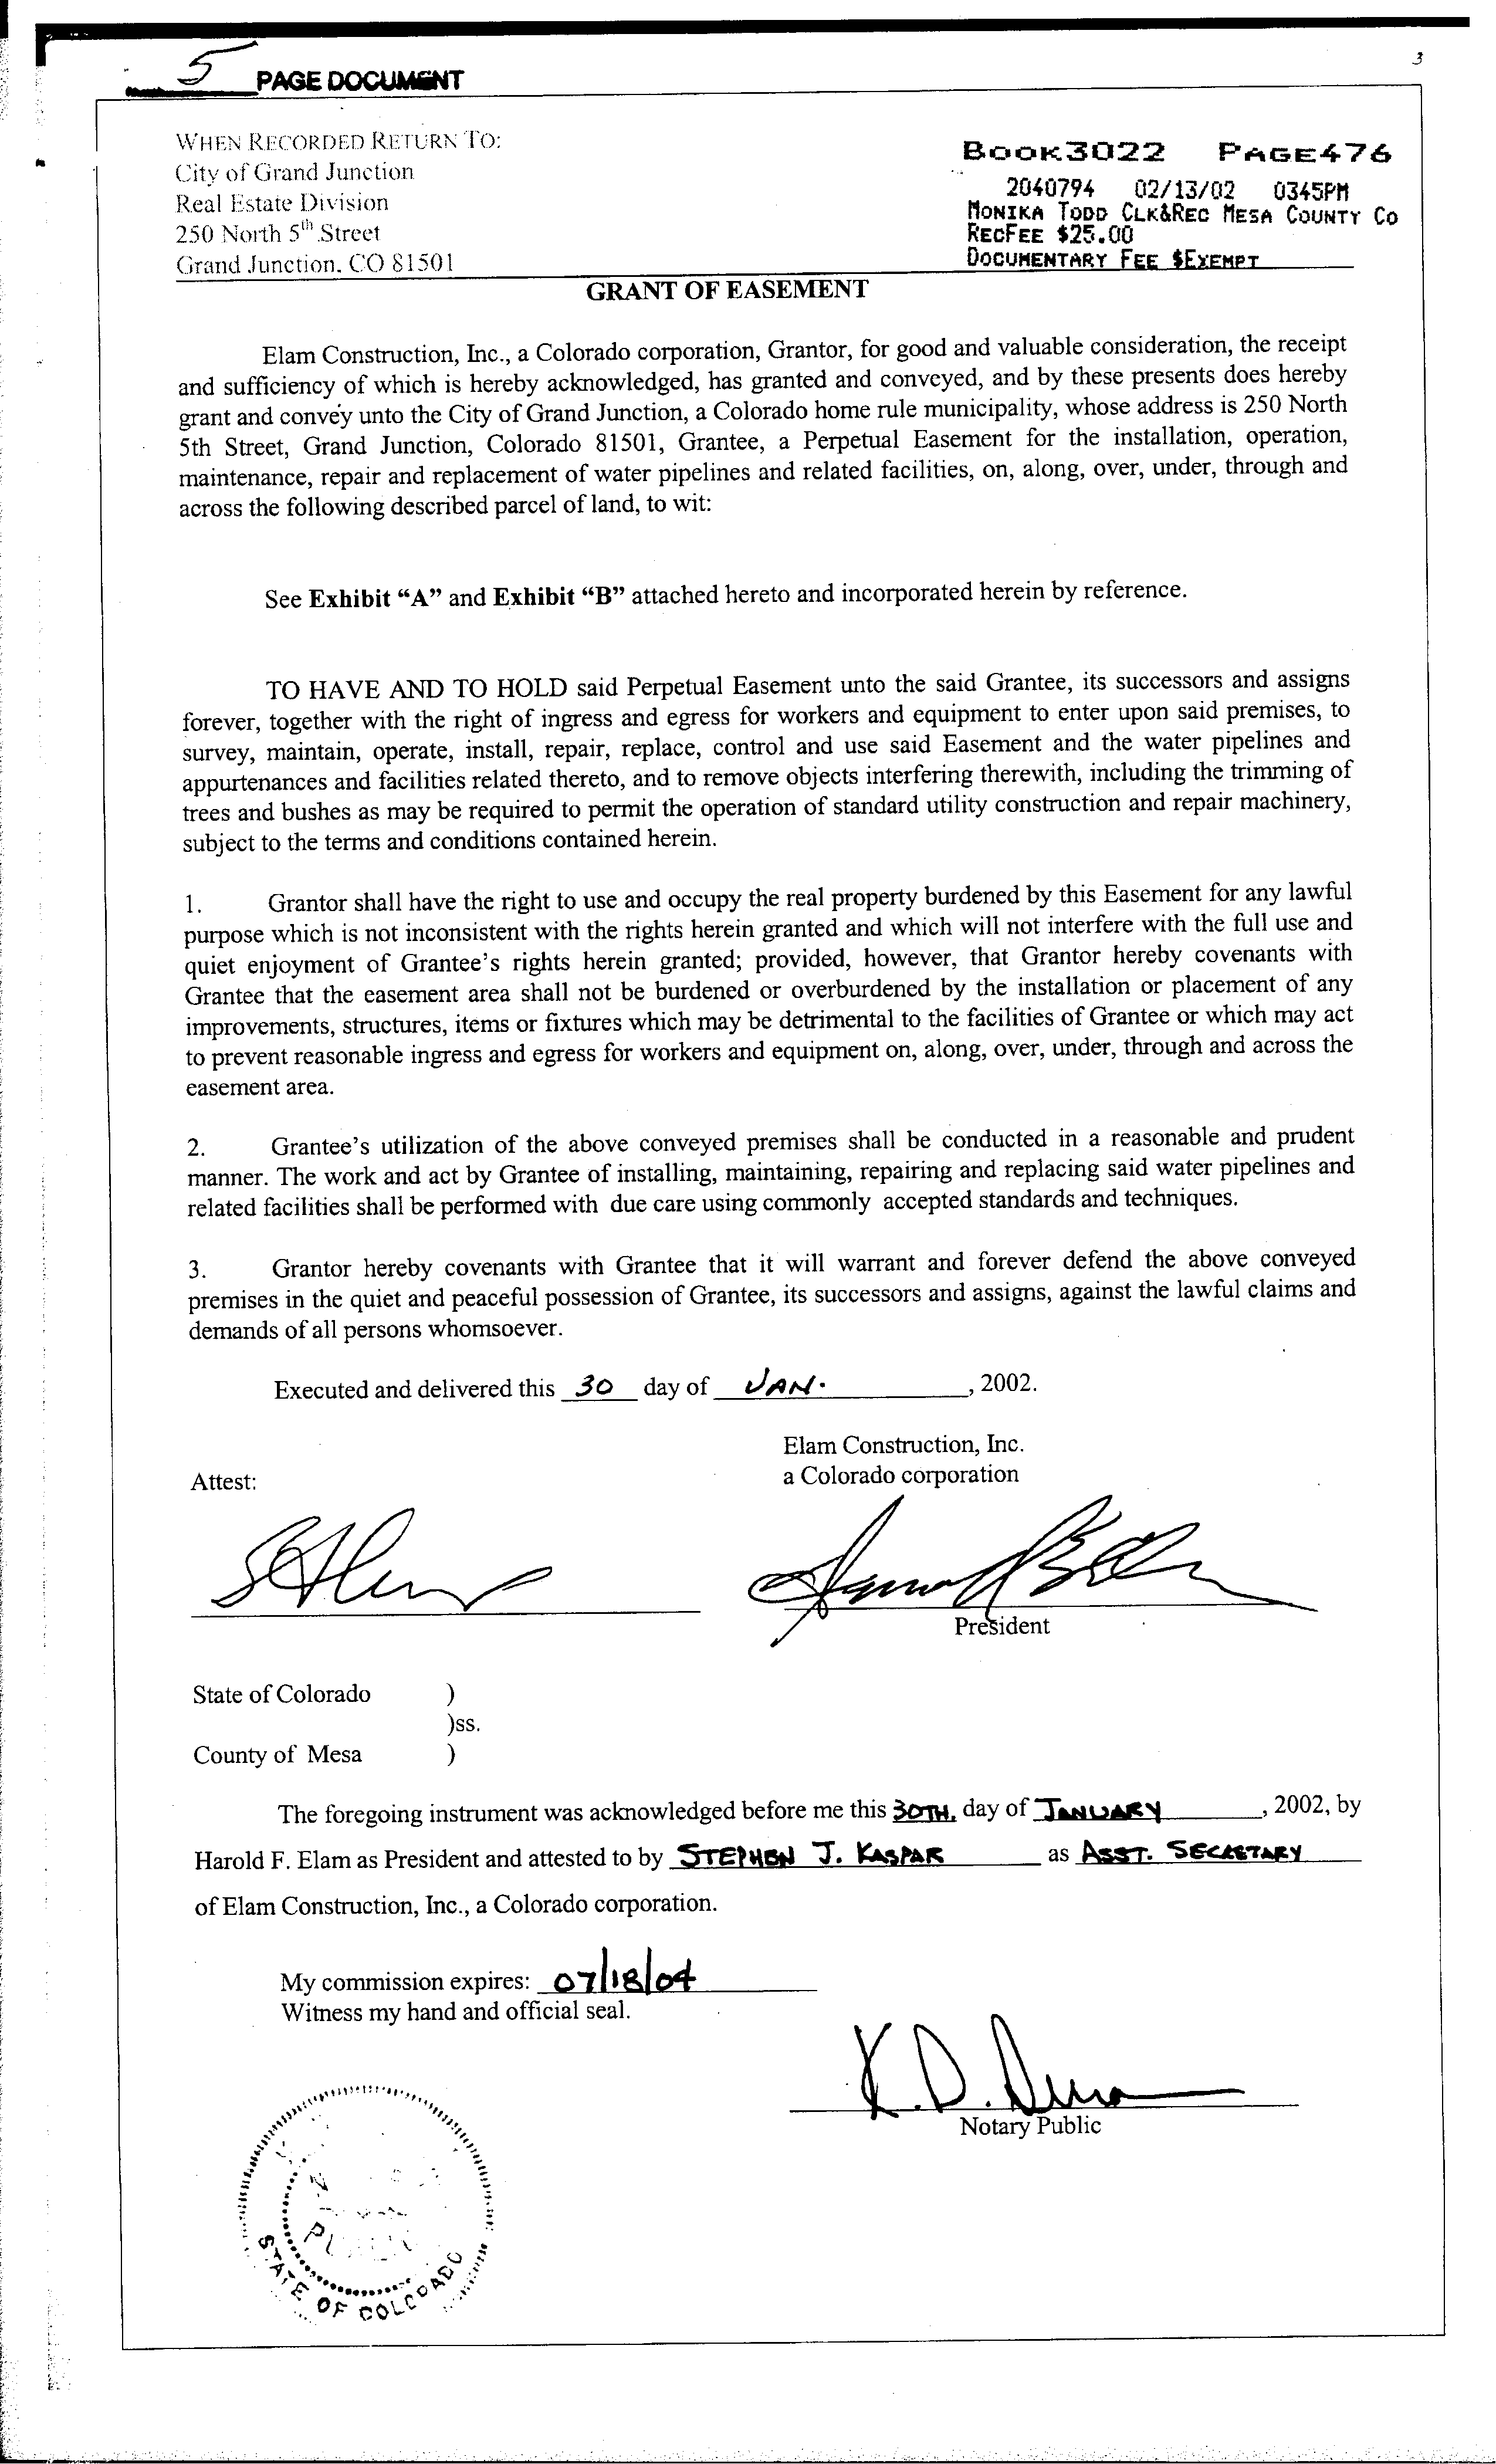 3
5 PAGE DOCUMENT
WHEN RECORDED RETURN TO:
City of Grand Junction
Real Estate Division
250 North 5th Street
Grand Junction, CO 81501
BOOK3022 PAGE476
2040794 02/13/02 0345PM
MONIKA TODD CLK&REC MESA COUNTY CO
RECFEE $25.00
DOCUMENTARY FEE $EXEMPT
GRANT OF EASEMENT
Elam Construction, Inc., a Colorado corporation, Grantor, for good and valuable consideration, the receipt
and sufficiency of which is hereby acknowledged, has granted and conveyed, and by these presents does hereby
grant and convey unto the City of Grand Junction, a Colorado home rule municipality, whose address is 250 North
5th Street, Grand Junction, Colorado 81501, Grantee, a Perpetual Easement for the installation, operation,
maintenance, repair and replacement of water pipelines and related facilities, on, along, over, under, through and
across the following described parcel of land, to wit:
See Exhibit “A” and Exhibit “B” attached hereto and incorporated herein by reference.
TO HAVE AND TO HOLD said Perpetual Easement unto the said Grantee, its successors and assigns
forever, together with the right of ingress and egress for workers and equipment to enter upon said premises, to
survey, maintain, operate, install, repair, replace, control and use said Easement and the water pipelines and
appurtenances and facilities related thereto, and to remove objects interfering therewith, including the trimming of
trees and bushes as may be required to permit the operation of standard utility construction and repair machinery,
subject to the terms and conditions contained herein.
1. Grantor shall have the right to use and occupy the real property burdened by this Easement for any lawful
purpose which is not inconsistent with the rights herein granted and which will not interfere with the full use and
quiet enjoyment of Grantee’s rights herein granted; provided, however, that Grantor hereby covenants with
Grantee that the easement area shall not be burdened or overburdened by the installation or placement of any
improvements, structures, items or fixtures which may be detrimental to the facilities of Grantee or which may act
to prevent reasonable ingress and egress for workers and equipment on, along, over, under, through and across the
easement area.
2. Grantee’s utilization of the above conveyed premises shall be conducted in a reasonable and prudent
manner. The work and act by Grantee of installing, maintaining, repairing and replacing said water pipelines and
related facilities shall be performed with due care using commonly accepted standards and techniques.
3. Grantor hereby covenants with Grantee that it will warrant and forever defend the above conveyed
premises in the quiet and peaceful possession of Grantee, its successors and assigns, against the lawful claims and
demands of all persons whomsoever.
Executed and delivered this 30 day of JAN. , 2002.
Elam Construction, Inc.
a Colorado corporation
Attest:
President
State of Colorado )
)ss.
County of Mesa )
The foregoing instrument was acknowledged before me this 30TH. day of JANUARY , 2002, by
Harold F. Elam as President and attested to by STEPHEN J. KASPAR as ASST. SECRETARY
of Elam Construction, Inc., a Colorado corporation.
My commission expires: 07/18/04
Witness my hand and official seal.
K.D.
Notary Public
STATE OF COLORADO